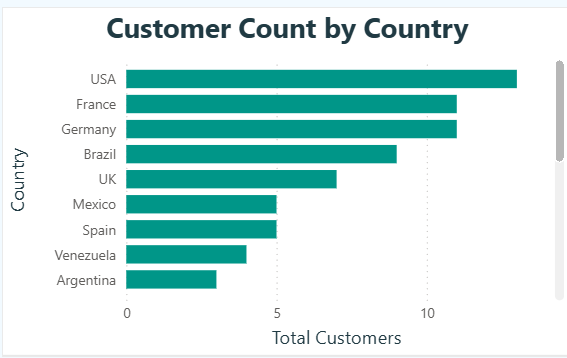 Customer Count by Country
Country
USA
France
Germany
Brazil
UK
Mexico
Spain
Venezuela
Argentina
0 5 10
Total Customers